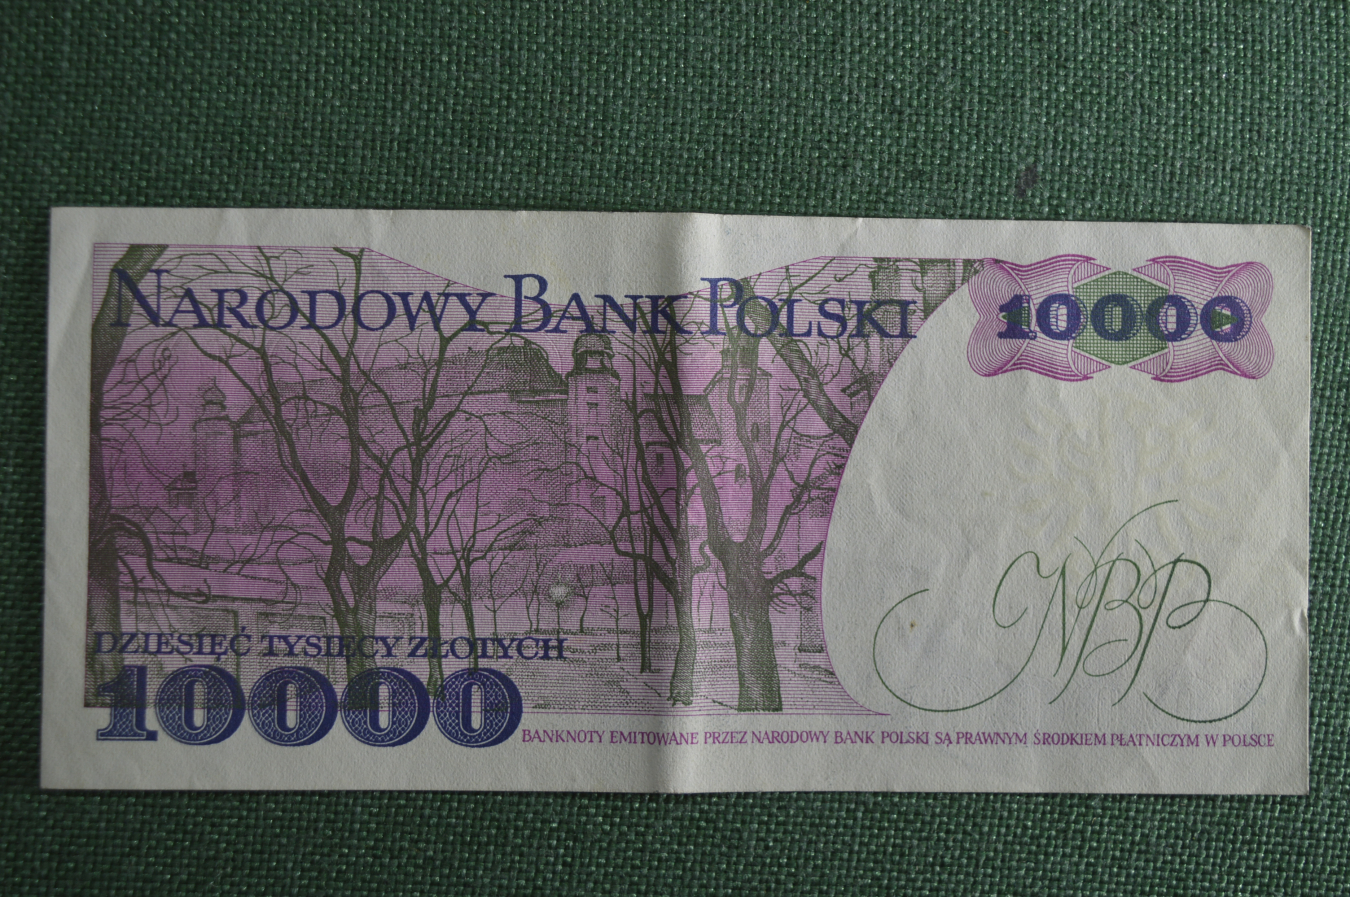 NARODOWY BANK POLSKI
10000
NBP
DZIESIĘĆ TYSIĘCY ZŁOTYCH
10000
BANKNOTY EMITOWANE PRZEZ NARODOWY BANK POLSKI SĄ PRAWNYM ŚRODKIEM PŁATNICZYM W POLSCE